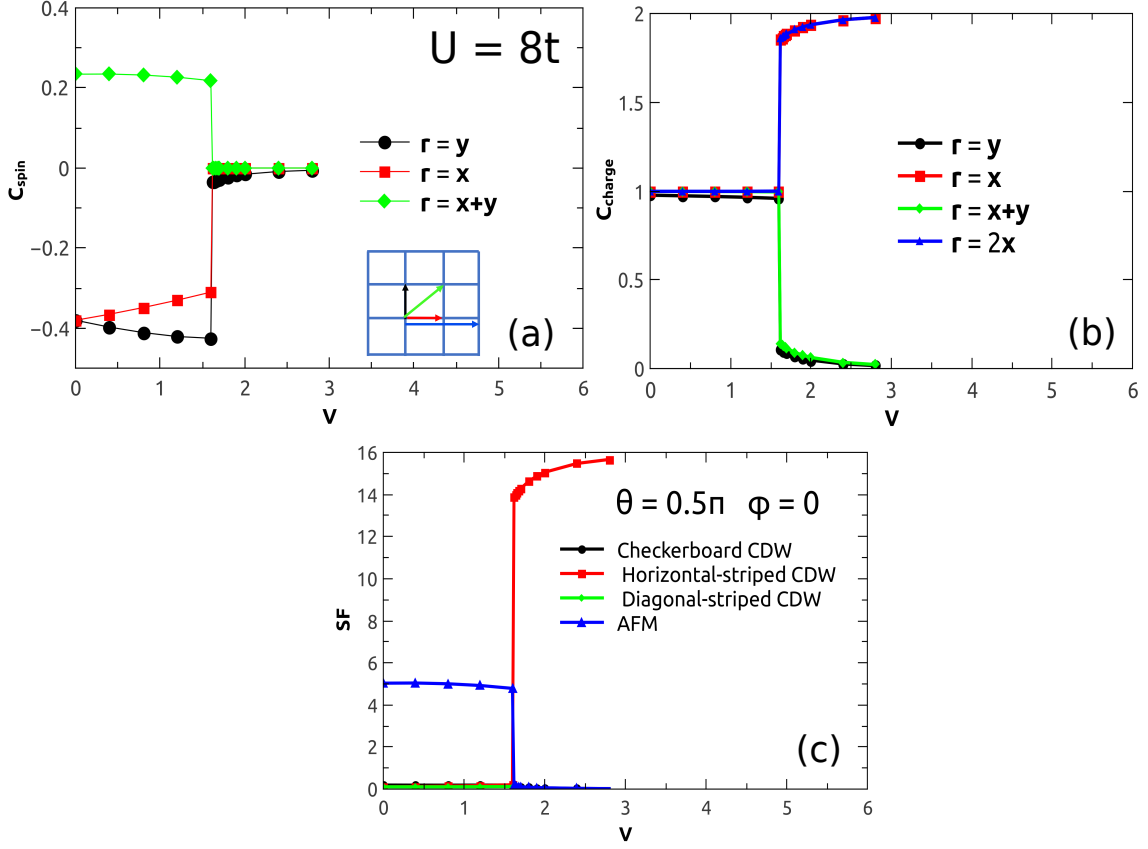 U = 8t
0.4
0.2
0
−0.2
−0.4
C_spin
r = y
r = x
r = x+y
(a)
0 1 2 3 4 5 6
V
2
1.5
1
0.5
0
C_charge
r = y
r = x
r = x+y
r = 2x
(b)
0 1 2 3 4 5 6
V
16
14
12
10
8
6
4
2
0
SF
θ = 0.5π φ = 0
Checkerboard CDW
Horizontal-striped CDW
Diagonal-striped CDW
AFM
(c)
0 1 2 3 4 5 6
V